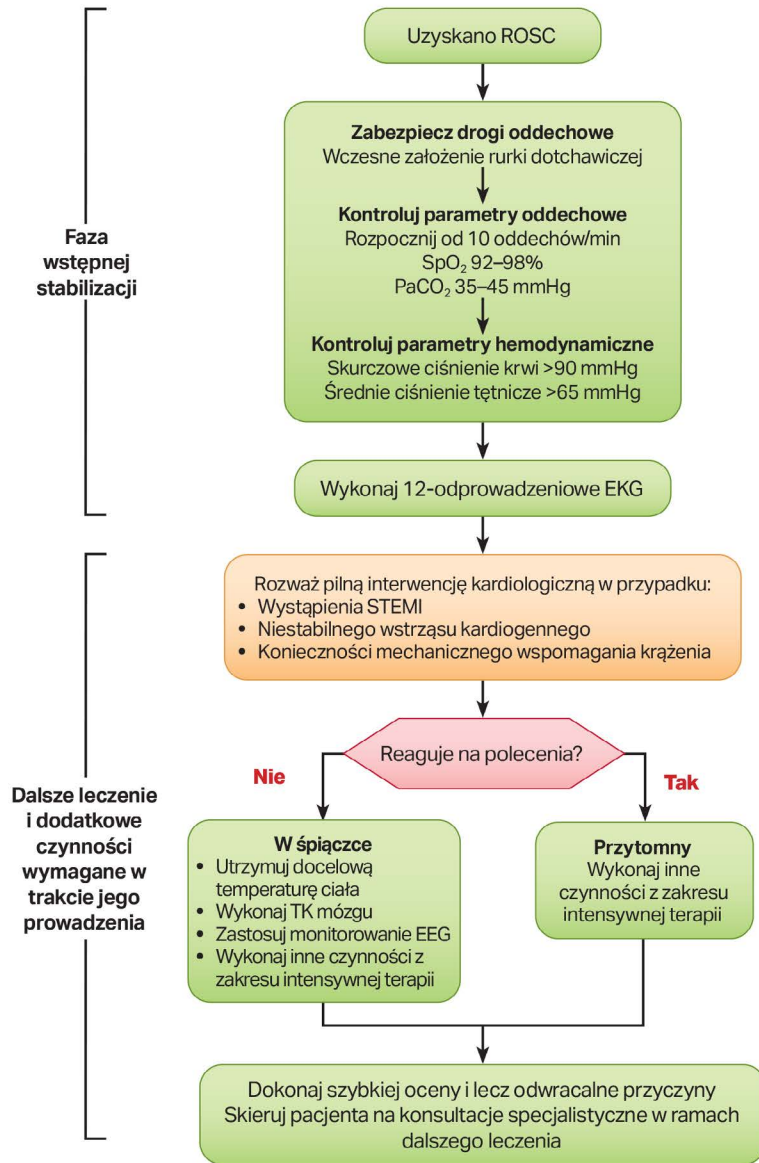 Uzyskano ROSC
Zabezpiecz drogi oddechowe
Wczesne założenie rurki dotchawiczej
Kontroluj parametry oddechowe
Rozpocznij od 10 oddechów/min
SpO₂ 92–98%
PaCO₂ 35–45 mmHg
Kontroluj parametry hemodynamiczne
Skurczowe ciśnienie krwi >90 mmHg
Średnie ciśnienie tętnicze >65 mmHg
Faza
wstępnej
stabilizacji
Wykonaj 12-odprowadzeniowe EKG
Rozważ pilną interwencję kardiologiczną w przypadku:
• Wystąpienia STEMI
• Niestabilnego wstrząsu kardiogennego
• Konieczności mechanicznego wspomagania krążenia
Reaguje na polecenia?
Nie
Tak
Dalsze leczenie
i dodatkowe
czynności
wymagane w
trakcie jego
prowadzenia
W śpiączce
• Utrzymuj docelową
temperaturę ciała
• Wykonaj TK mózgu
• Zastosuj monitorowanie EEG
• Wykonaj inne czynności z
zakresu intensywnej terapii
Przytomny
Wykonaj inne
czynności z zakresu
intensywnej terapii
Dokonaj szybkiej oceny i lecz odwracalne przyczyny
Skieruj pacjenta na konsultacje specjalistyczne w ramach
dalszego leczenia